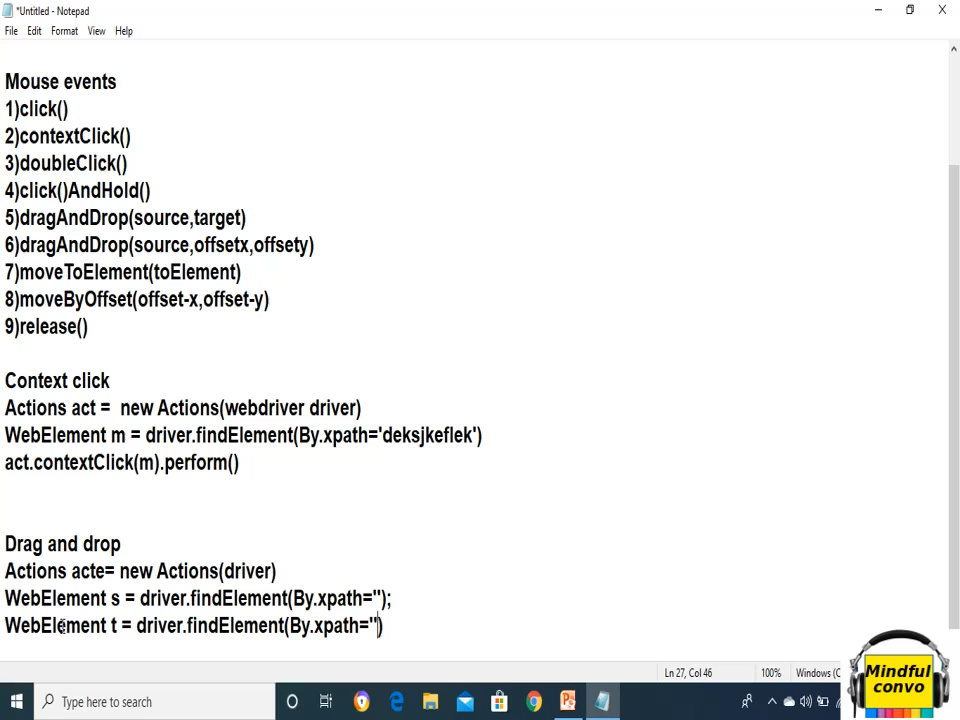 *Untitled - Notepad
File Edit Format View Help
Mouse events
1)click()
2)contextClick()
3)doubleClick()
4)click()AndHold()
5)dragAndDrop(source,target)
6)dragAndDrop(source,offsetx,offsety)
7)moveToElement(toElement)
8)moveByOffset(offset-x,offset-y)
9)release()
Context click
Actions act = new Actions(webdriver driver)
WebElement m = driver.findElement(By.xpath='deksjkeflek')
act.contextClick(m).perform()
Drag and drop
Actions acte= new Actions(driver)
WebElement s = driver.findElement(By.xpath='');
WebElement t = driver.findElement(By.xpath='')
Ln 27, Col 46 100% Windows (C
Mindful
convo
Type here to search